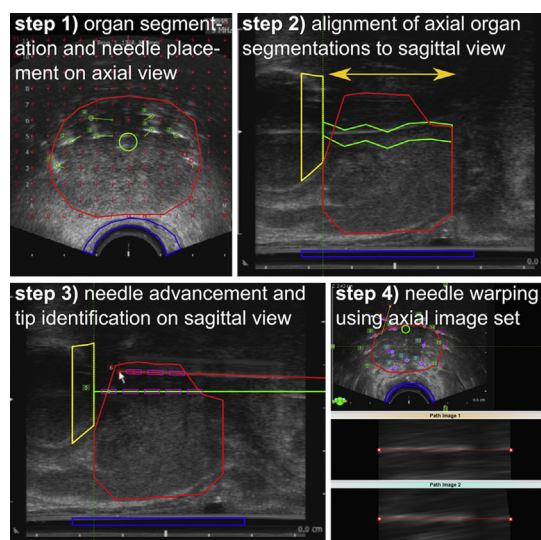 step 1) organ segment-
ation and needle place-
ment on axial view
step 2) alignment of axial organ
segmentations to sagittal view
0.0
step 3) needle advancement and
tip identification on sagittal view
0.0 cm
step 4) needle warping
using axial image set
Path Image 1
Path Image 2